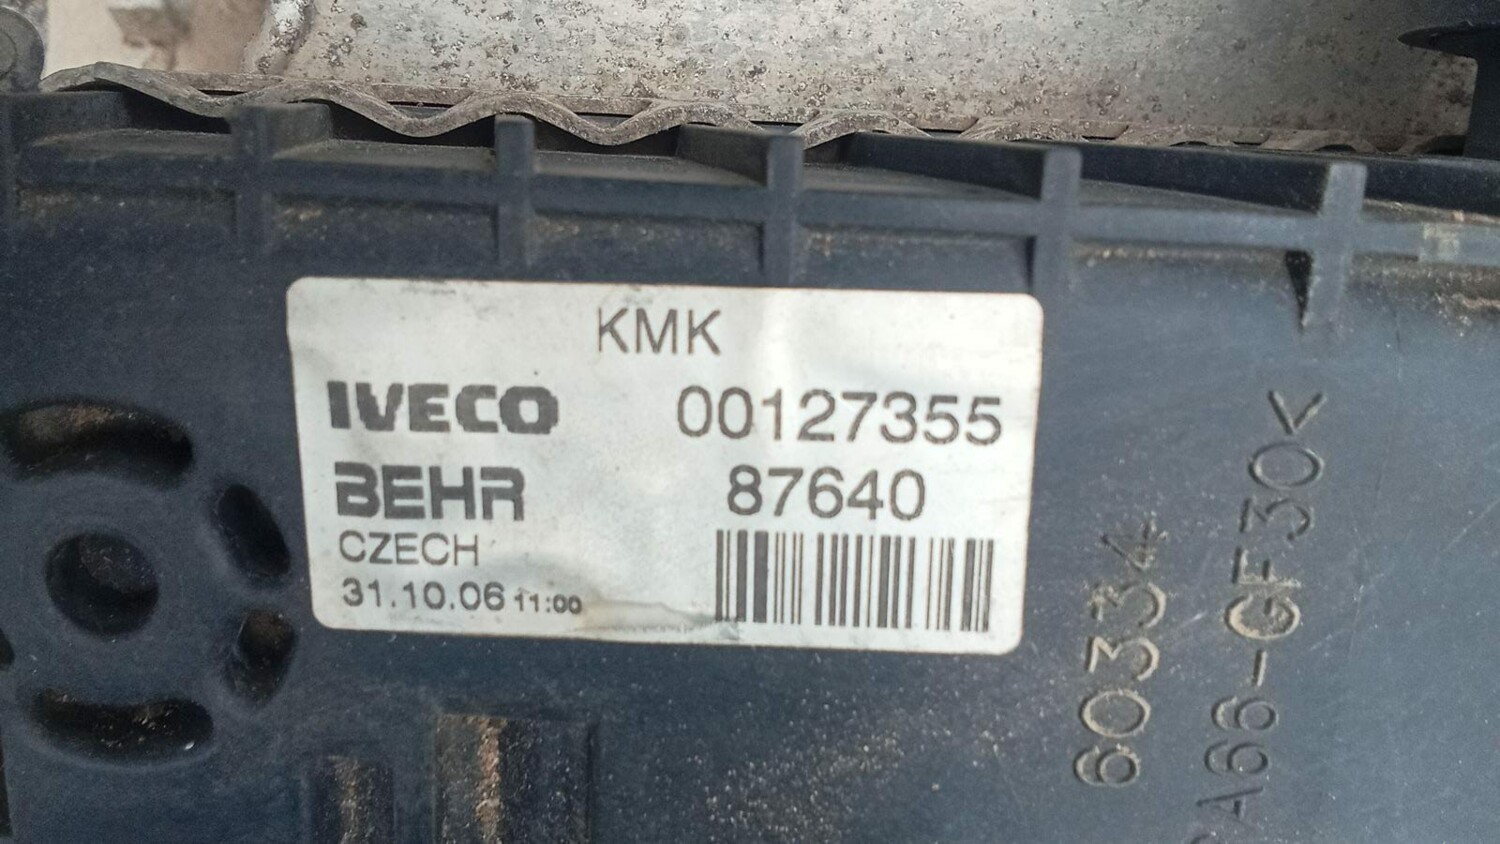 KMK
IVECO 00127355
BEHR 87640
CZECH
31.10.06 11:00
60334
PA66-GF30<